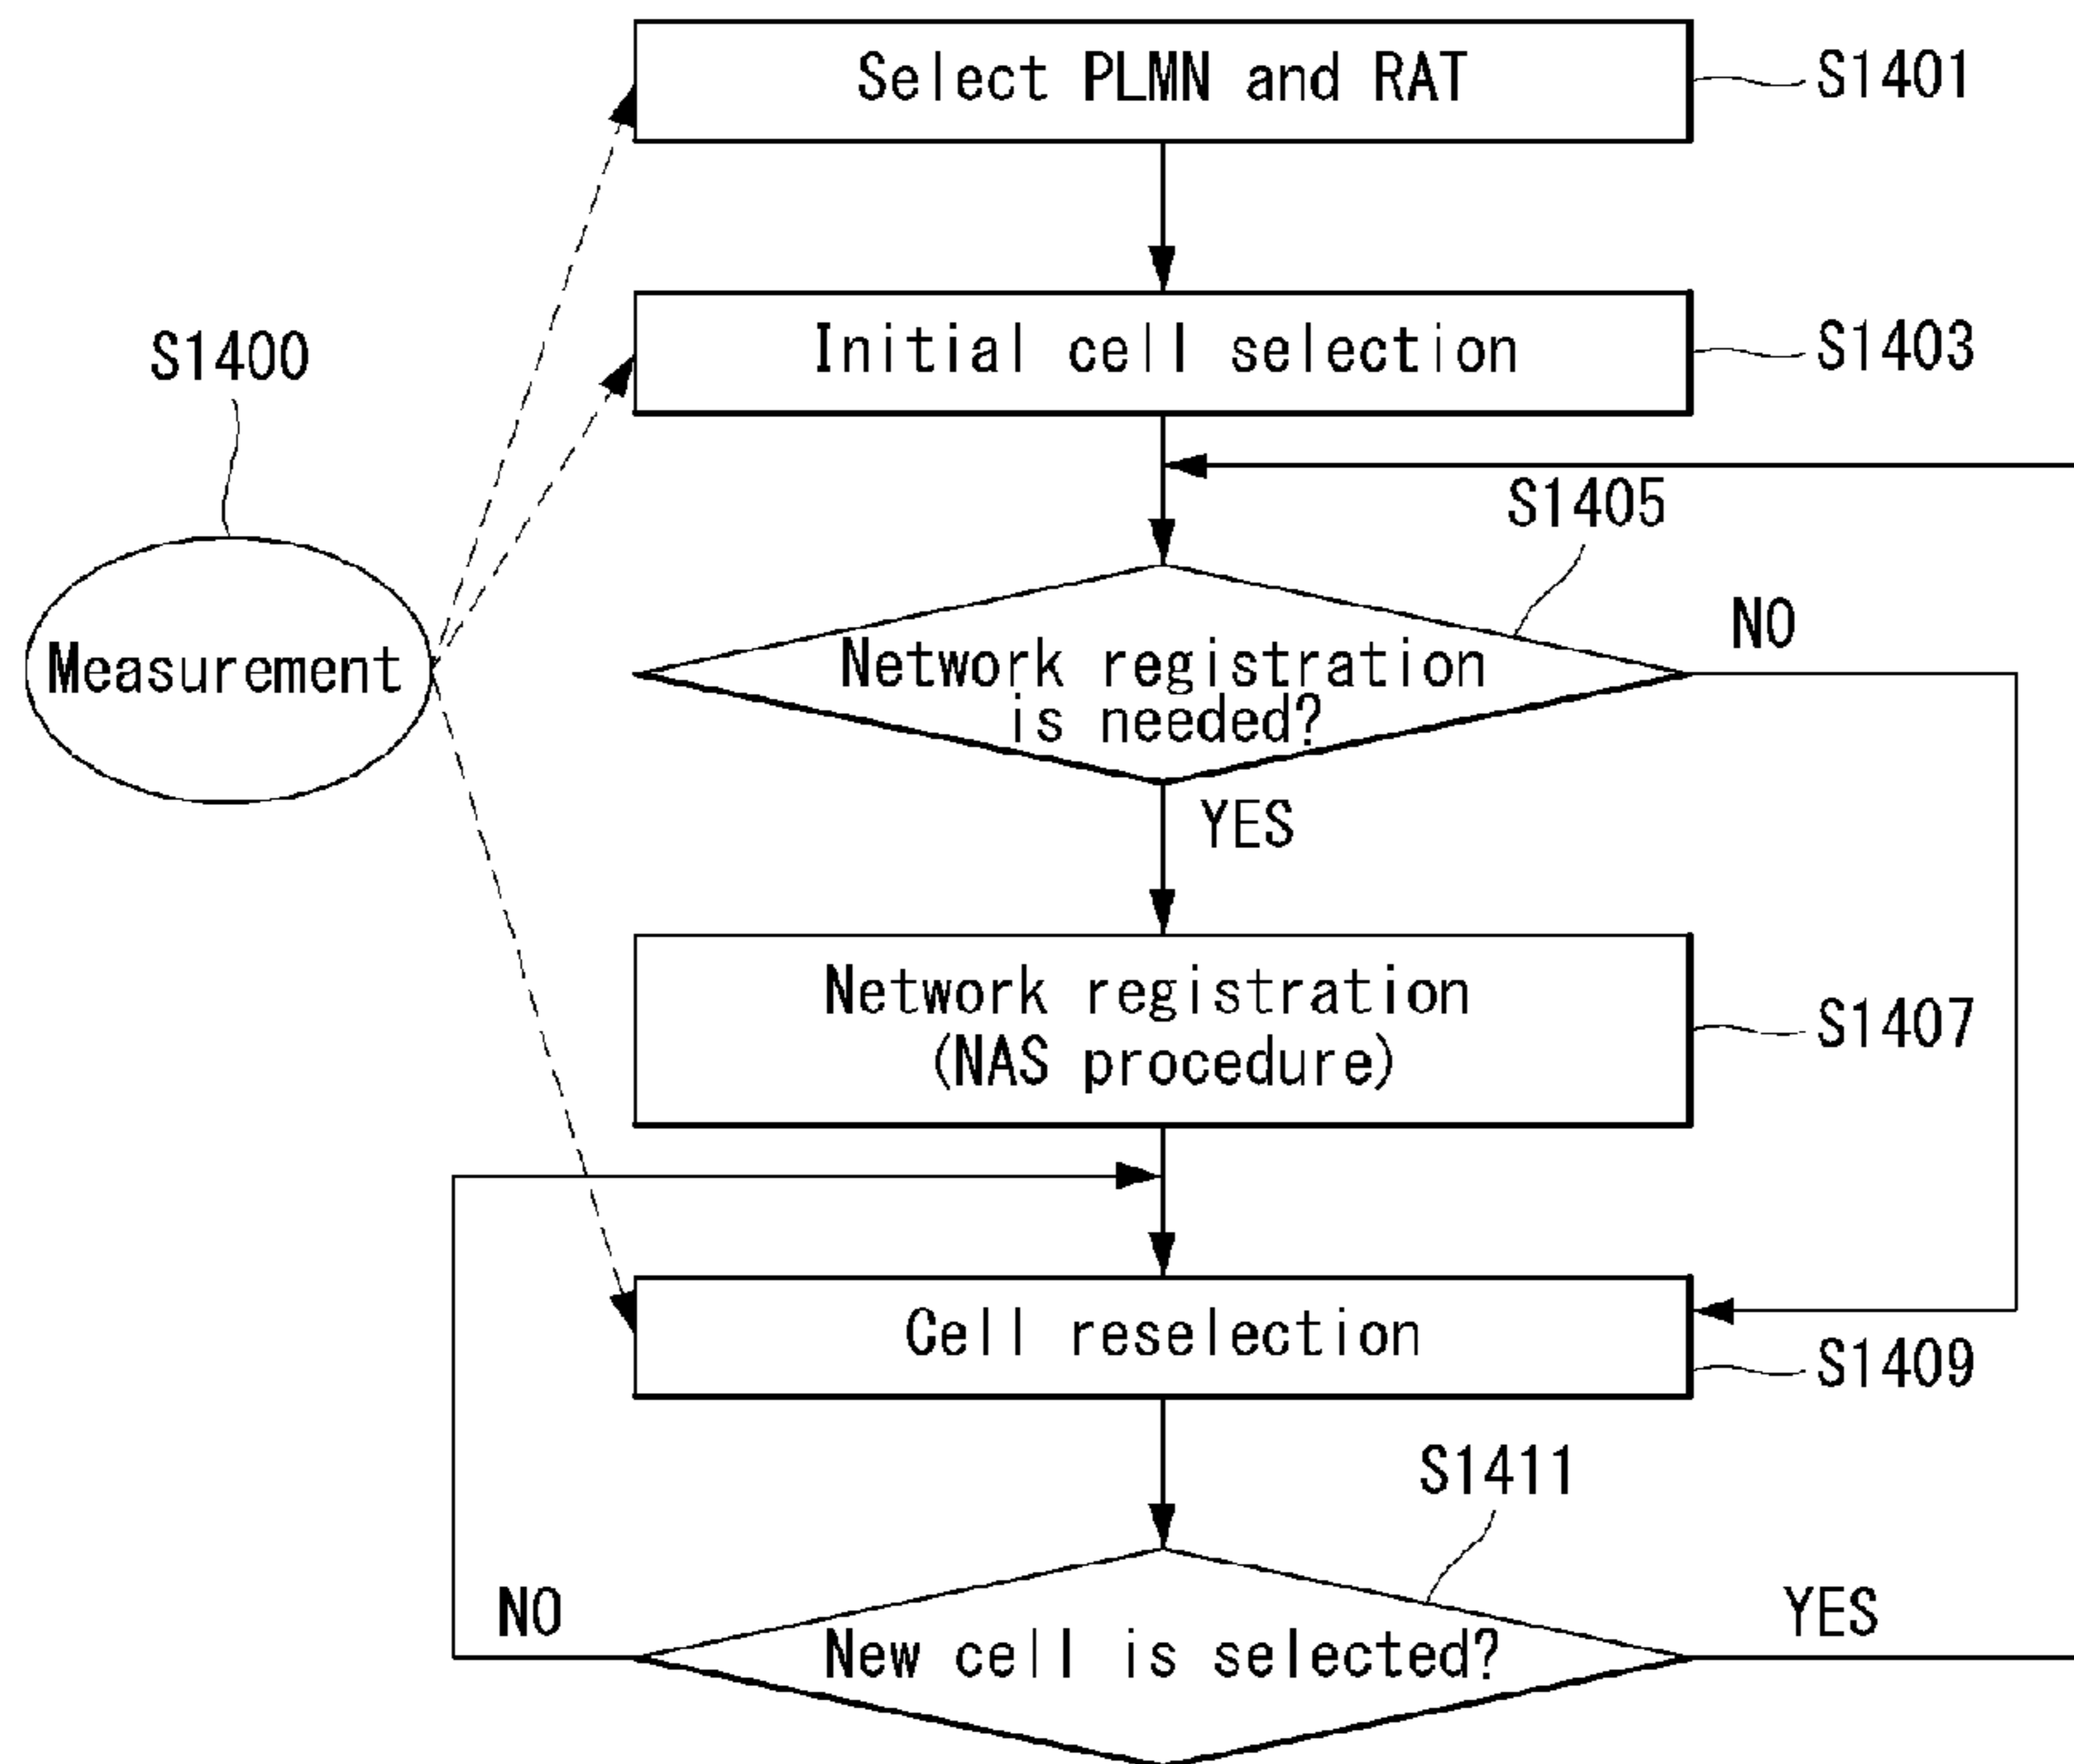 Select PLMN and RAT
S1401
S1400
Initial cell selection
S1403
S1405
NO
Measurement
Network registration
is needed?
YES
Network registration
(NAS procedure)
S1407
Cell reselection
S1409
S1411
NO
YES
New cell is selected?